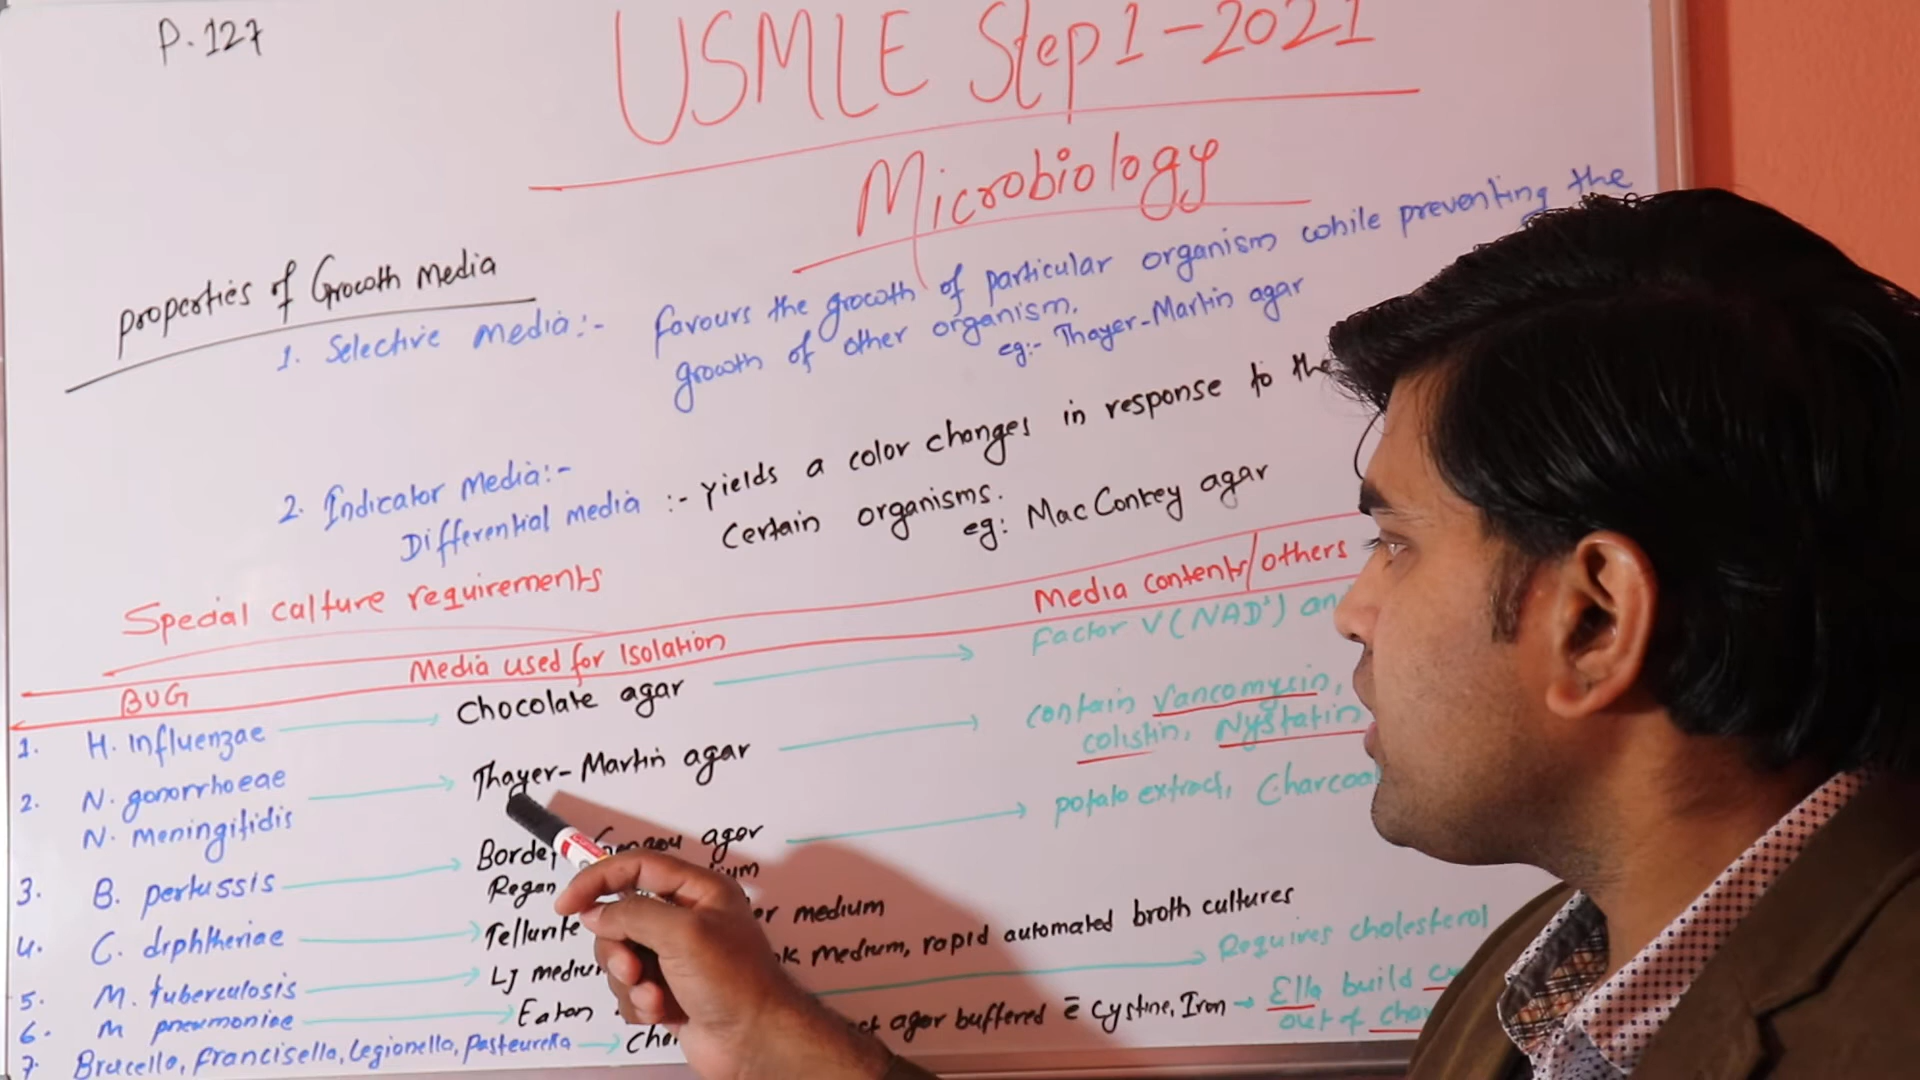 P.127
USMLE Step 1 - 2021
Microbiology
properties of Growth media
1. Selective media:- favours the growth of particular organism while preventing the
growth of other organism.
eg:- Thayer-Martin agar
2. Indicator Media:-
Differential media :- Yields a color changes in response to the
certain organisms.
eg: MacConkey agar
Special culture requirements
BUG Media used for Isolation Media contents/others
1. H. influenzae Chocolate agar Factor V (NAD+)
2. N. gonorrhoeae Thayer-Martin agar contain Vancomycin,
N. meningitidis colistin, Nystatin
3. B. pertussis agar potato extract,
Regan
4. C. diphtheriae Tellurite medium
5. M. tuberculosis LJ medium, rapid automated broth cultures
6. M pneumoniae Eaton Requires cholesterol
7. Brucella, Francisella, Legionella, Pasteurella agar buffered c̄ cystine, Iron Ella build
out of